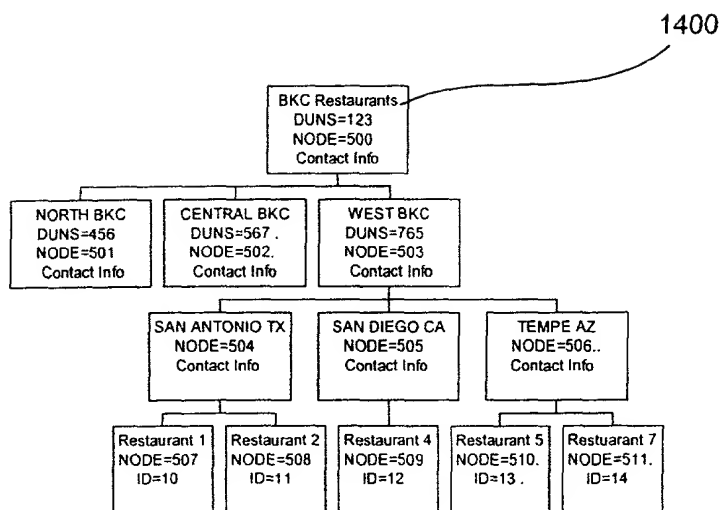 1400
BKC Restaurants
DUNS=123
NODE=500
Contact Info
NORTH BKC
DUNS=456
NODE=501
Contact Info
CENTRAL BKC
DUNS=567 .
NODE=502.
Contact Info
WEST BKC
DUNS=765
NODE=503
Contact Info
SAN ANTONIO TX
NODE=504
Contact Info
SAN DIEGO CA
NODE=505
Contact Info
TEMPE AZ
NODE=506..
Contact Info
Restaurant 1
NODE=507
ID=10
Restaurant 2
NODE=508
ID=11
Restaurant 4
NODE=509
ID=12
Restaurant 5
NODE=510.
ID=13 .
Restuarant 7
NODE=511.
ID=14